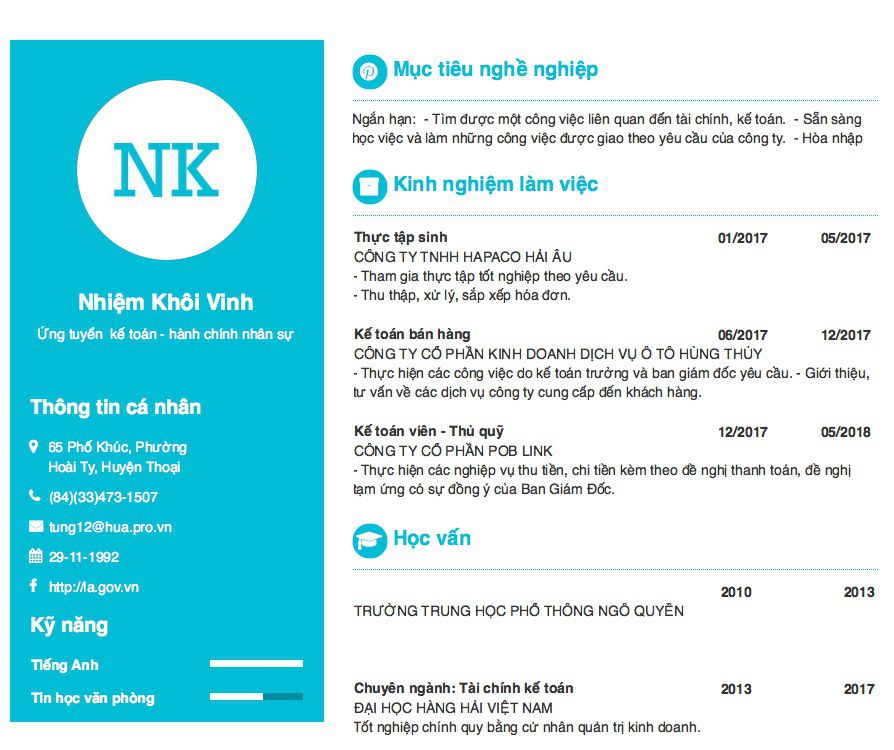 NK
Nhiệm Khôi Vinh
Ứng tuyển kế toán - hành chính nhân sự
Thông tin cá nhân
65 Phố Khúc, Phường
Hoài Ty, Huyện Thoại
(84)(33)473-1507
tung12@hua.pro.vn
29-11-1992
http://la.gov.vn
Kỹ năng
Tiếng Anh
Tin học văn phòng
Mục tiêu nghề nghiệp
Ngắn hạn: - Tìm được một công việc liên quan đến tài chính, kế toán. - Sẵn sàng
học việc và làm những công việc được giao theo yêu cầu của công ty. - Hòa nhập
Kinh nghiệm làm việc
Thực tập sinh 01/2017 05/2017
CÔNG TY TNHH HAPACO HẢI ÂU
- Tham gia thực tập tốt nghiệp theo yêu cầu.
- Thu thập, xử lý, sắp xếp hóa đơn.
Kế toán bán hàng 06/2017 12/2017
CÔNG TY CỔ PHẦN KINH DOANH DỊCH VỤ Ô TÔ HÙNG THỦY
- Thực hiện các công việc do kế toán trưởng và ban giám đốc yêu cầu. - Giới thiệu,
tư vấn về các dịch vụ công ty cung cấp đến khách hàng.
Kế toán viên - Thủ quỹ 12/2017 05/2018
CÔNG TY CỔ PHẦN POB LINK
- Thực hiện các nghiệp vụ thu tiền, chi tiền kèm theo đề nghị thanh toán, đề nghị
tạm ứng có sự đồng ý của Ban Giám Đốc.
Học vấn
2010 2013
TRƯỜNG TRUNG HỌC PHỔ THÔNG NGÔ QUYỀN
Chuyên ngành: Tài chính kế toán 2013 2017
ĐẠI HỌC HÀNG HẢI VIỆT NAM
Tốt nghiệp chính quy bằng cử nhân quản trị kinh doanh.